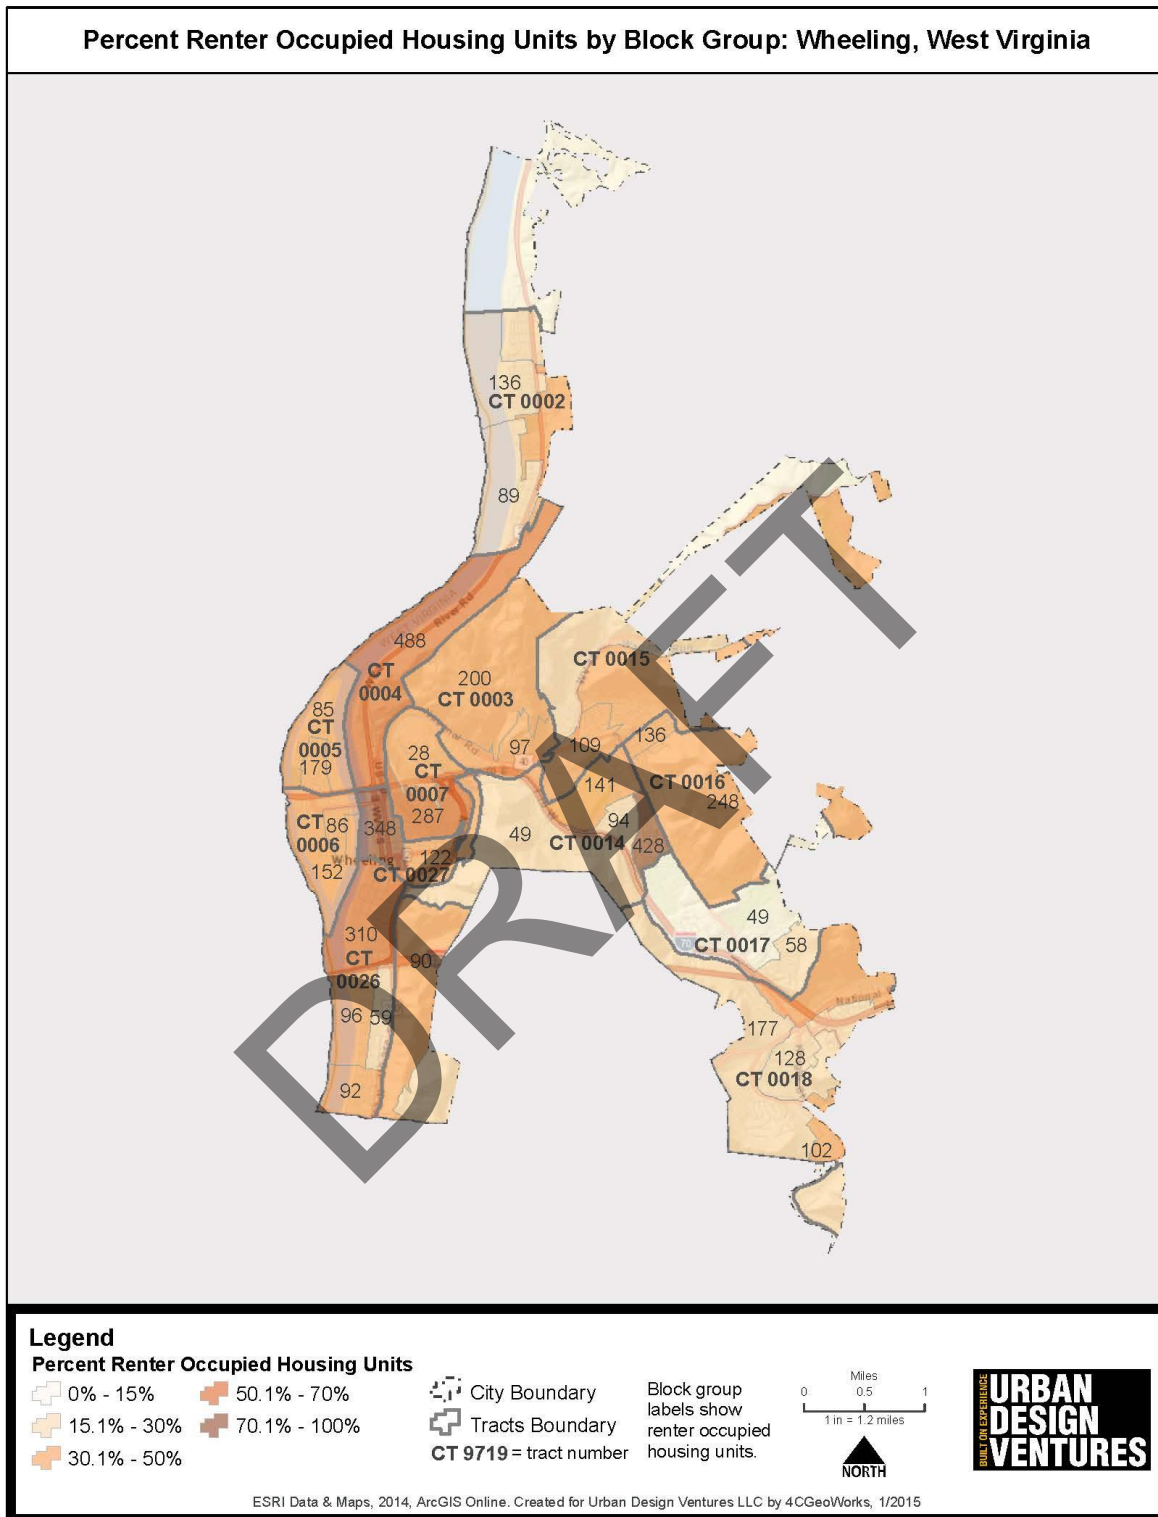 Percent Renter Occupied Housing Units by Block Group: Wheeling, West Virginia
136
CT 0002
89
WEST VIRGINIA
River Rd
488
CT
0004
200
CT 0003
CT 0015
85
CT
0005
179
28
CT
0007
287
97
109
136
141
CT 0016
248
CT
0006
86
348
94
49
CT 0014
428
Wheeling
122
CT 0027
152
310
CT
0026
90
49
CT 0017
58
96
59
National
177
128
CT 0018
92
102
DRAFT
Legend
Percent Renter Occupied Housing Units
0% - 15%
15.1% - 30%
30.1% - 50%
50.1% - 70%
70.1% - 100%
City Boundary
Tracts Boundary
CT 9719 = tract number
Block group
labels show
renter occupied
housing units.
Miles
0 0.5 1
1 in = 1.2 miles
NORTH
BUILT ON EXPERIENCE
URBAN
DESIGN
VENTURES
ESRI Data & Maps, 2014, ArcGIS Online. Created for Urban Design Ventures LLC by 4CGeoWorks, 1/2015